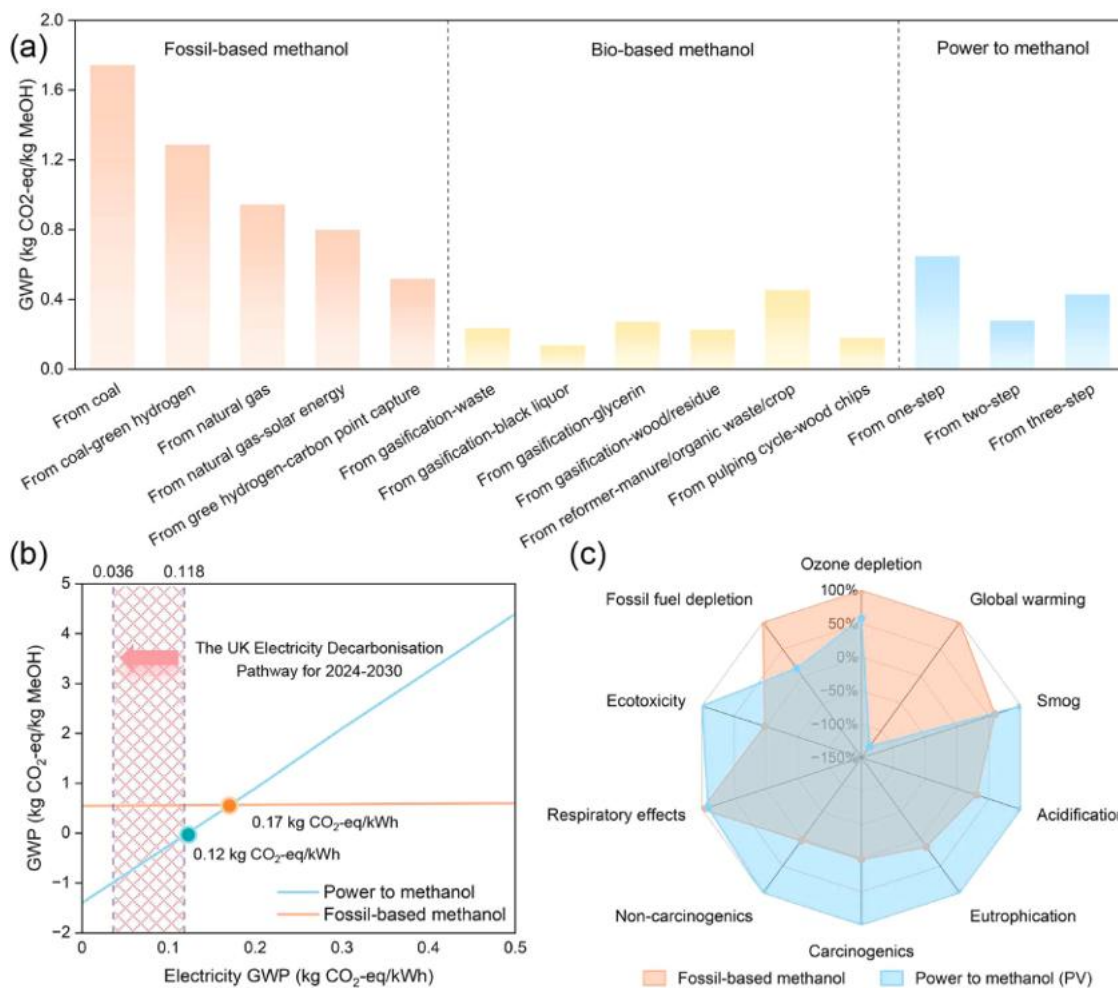 (a)
Fossil-based methanol
Bio-based methanol
Power to methanol
GWP (kg CO2-eq/kg MeOH)
2.0
1.6
1.2
0.8
0.4
0.0
From coal
From coal-green hydrogen
From natural gas
From natural gas-solar energy
From gree hydrogen-carbon point capture
From gasification-waste
From gasification-black liquor
From gasification-glycerin
From gasification-wood/residue
From reformer-manure/organic waste/crop
From pulping cycle-wood chips
From one-step
From two-step
From three-step
(b)
0.036
0.118
GWP (kg CO₂-eq/kg MeOH)
5
4
3
2
1
0
−1
−2
The UK Electricity Decarbonisation
Pathway for 2024-2030
0.17 kg CO₂-eq/kWh
0.12 kg CO₂-eq/kWh
Power to methanol
Fossil-based methanol
0
0.1
0.2
0.3
0.4
0.5
Electricity GWP (kg CO₂-eq/kWh)
(c)
Ozone depletion
Global warming
Smog
Acidification
Eutrophication
Carcinogenics
Non-carcinogenics
Respiratory effects
Ecotoxicity
Fossil fuel depletion
100%
50%
0%
−50%
−100%
−150%
Fossil-based methanol
Power to methanol (PV)